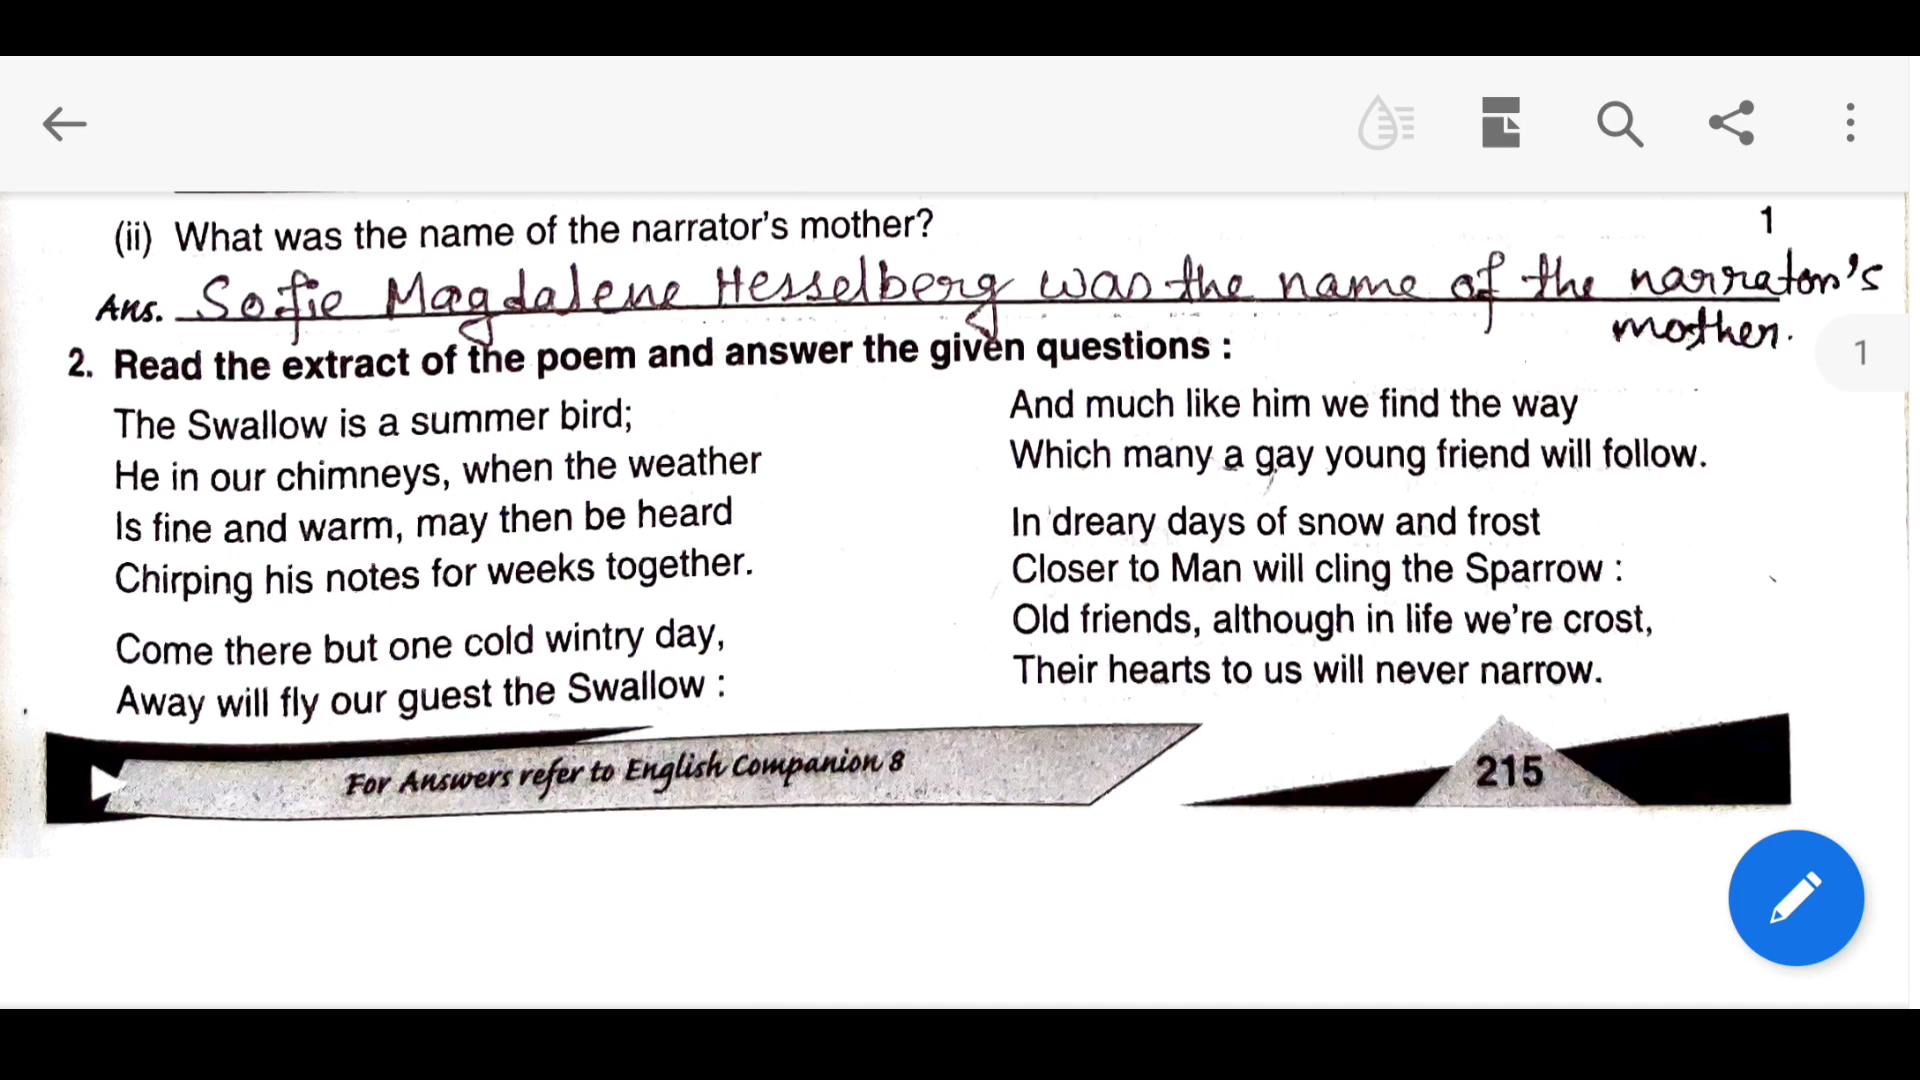 (ii) What was the name of the narrator's mother? 1
Ans. Sofie Magdalene Hesselberg was the name of the narrator's
mother.
2. Read the extract of the poem and answer the given questions :
1
The Swallow is a summer bird;
He in our chimneys, when the weather
Is fine and warm, may then be heard
Chirping his notes for weeks together.
Come there but one cold wintry day,
Away will fly our guest the Swallow :
And much like him we find the way
Which many a gay young friend will follow.
In dreary days of snow and frost
Closer to Man will cling the Sparrow :
Old friends, although in life we're crost,
Their hearts to us will never narrow.
For Answers refer to English Companion 8
215